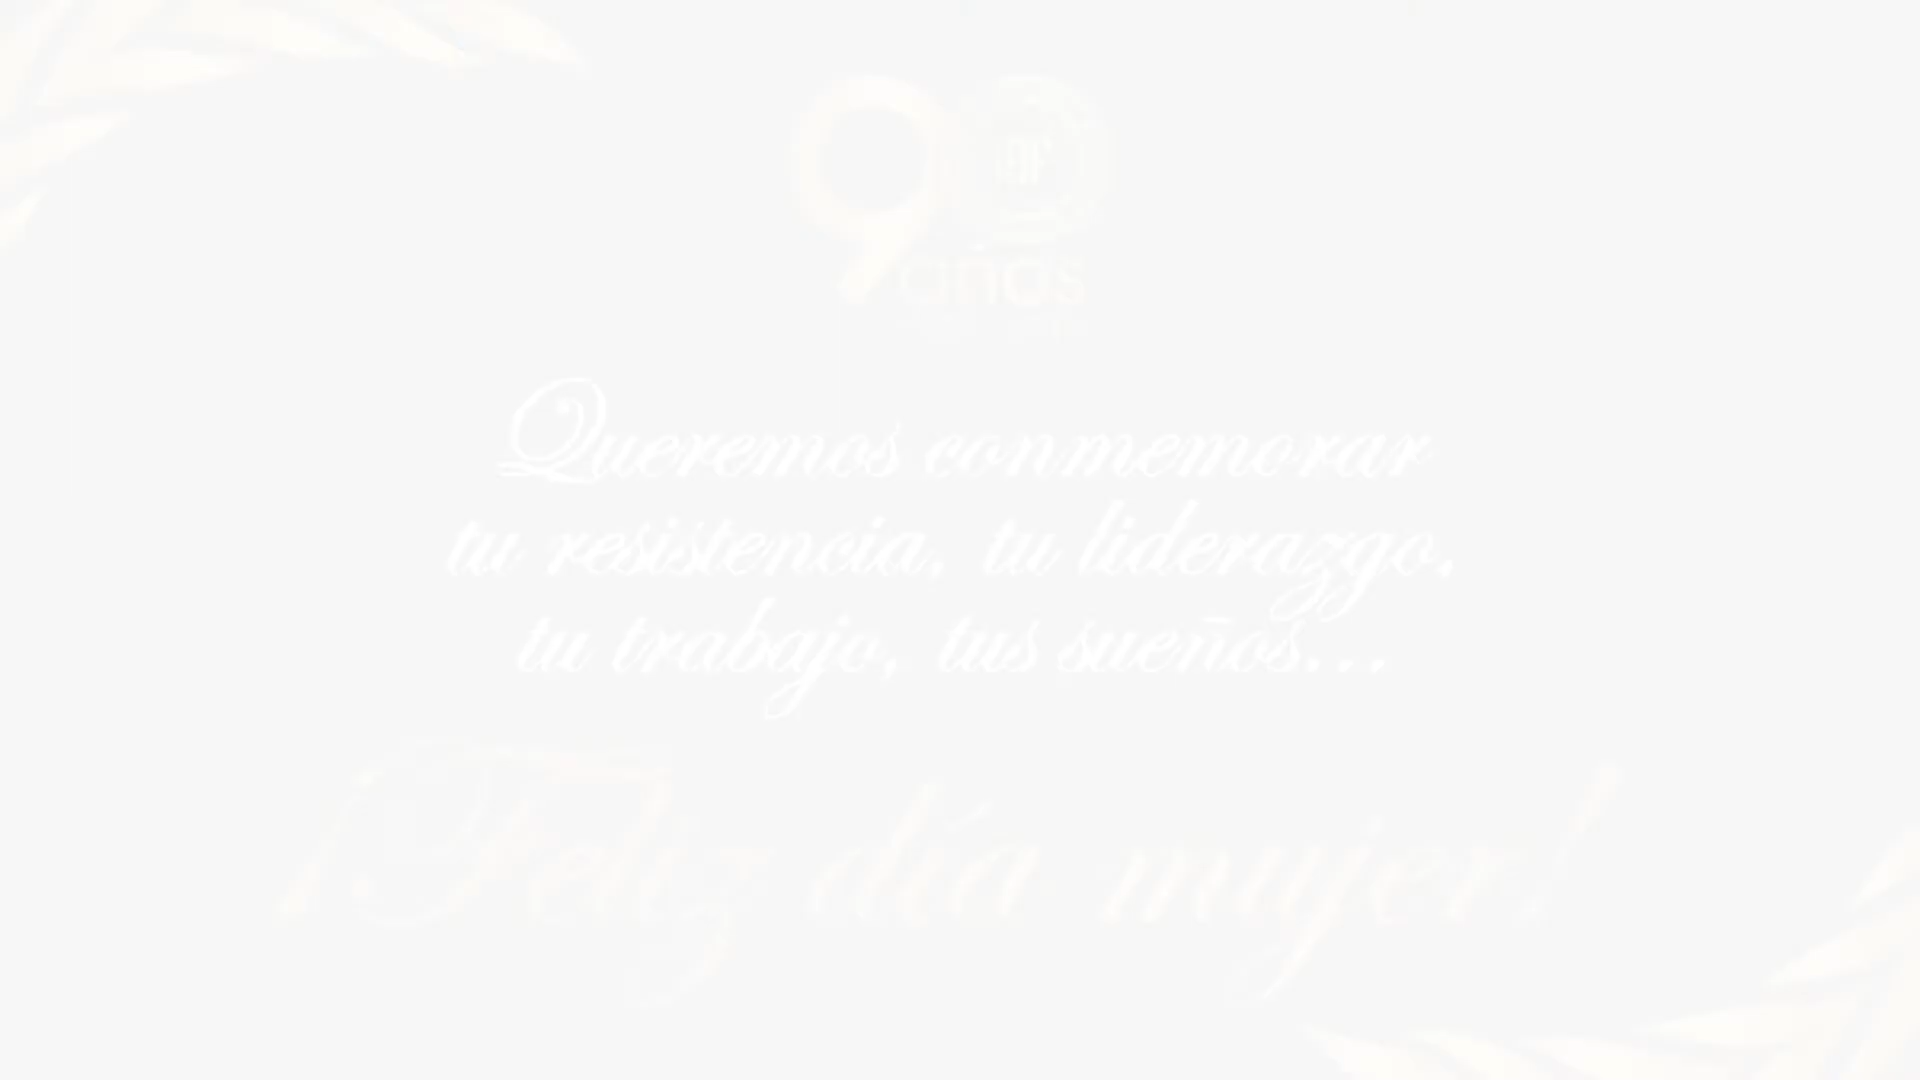 90
años
Queremos conmemorar
tu resistencia, tu liderazgo,
tu trabajo, tus sueños...
¡Feliz día mujer!